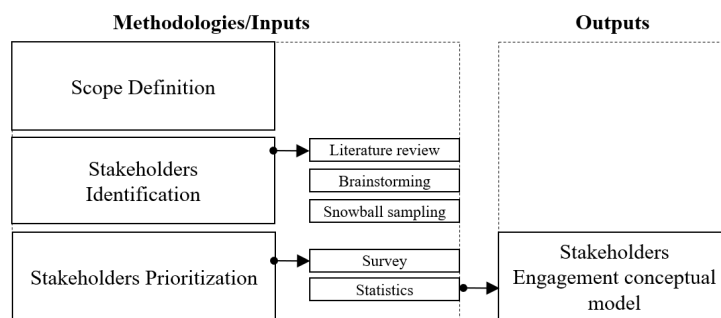 Methodologies/Inputs
Outputs
Scope Definition
Stakeholders
Identification
Literature review
Brainstorming
Snowball sampling
Stakeholders Prioritization
Survey
Statistics
Stakeholders
Engagement conceptual
model